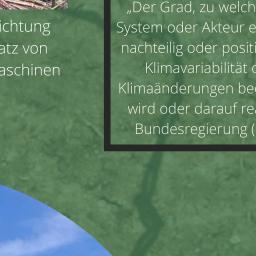 ichtung
atz von
aschinen
„Der Grad, zu welch
System oder Akteur e
nachteilig oder positi
Klimavariabilität o
Klimaänderungen bee
wird oder darauf rea
Bundesregierung (